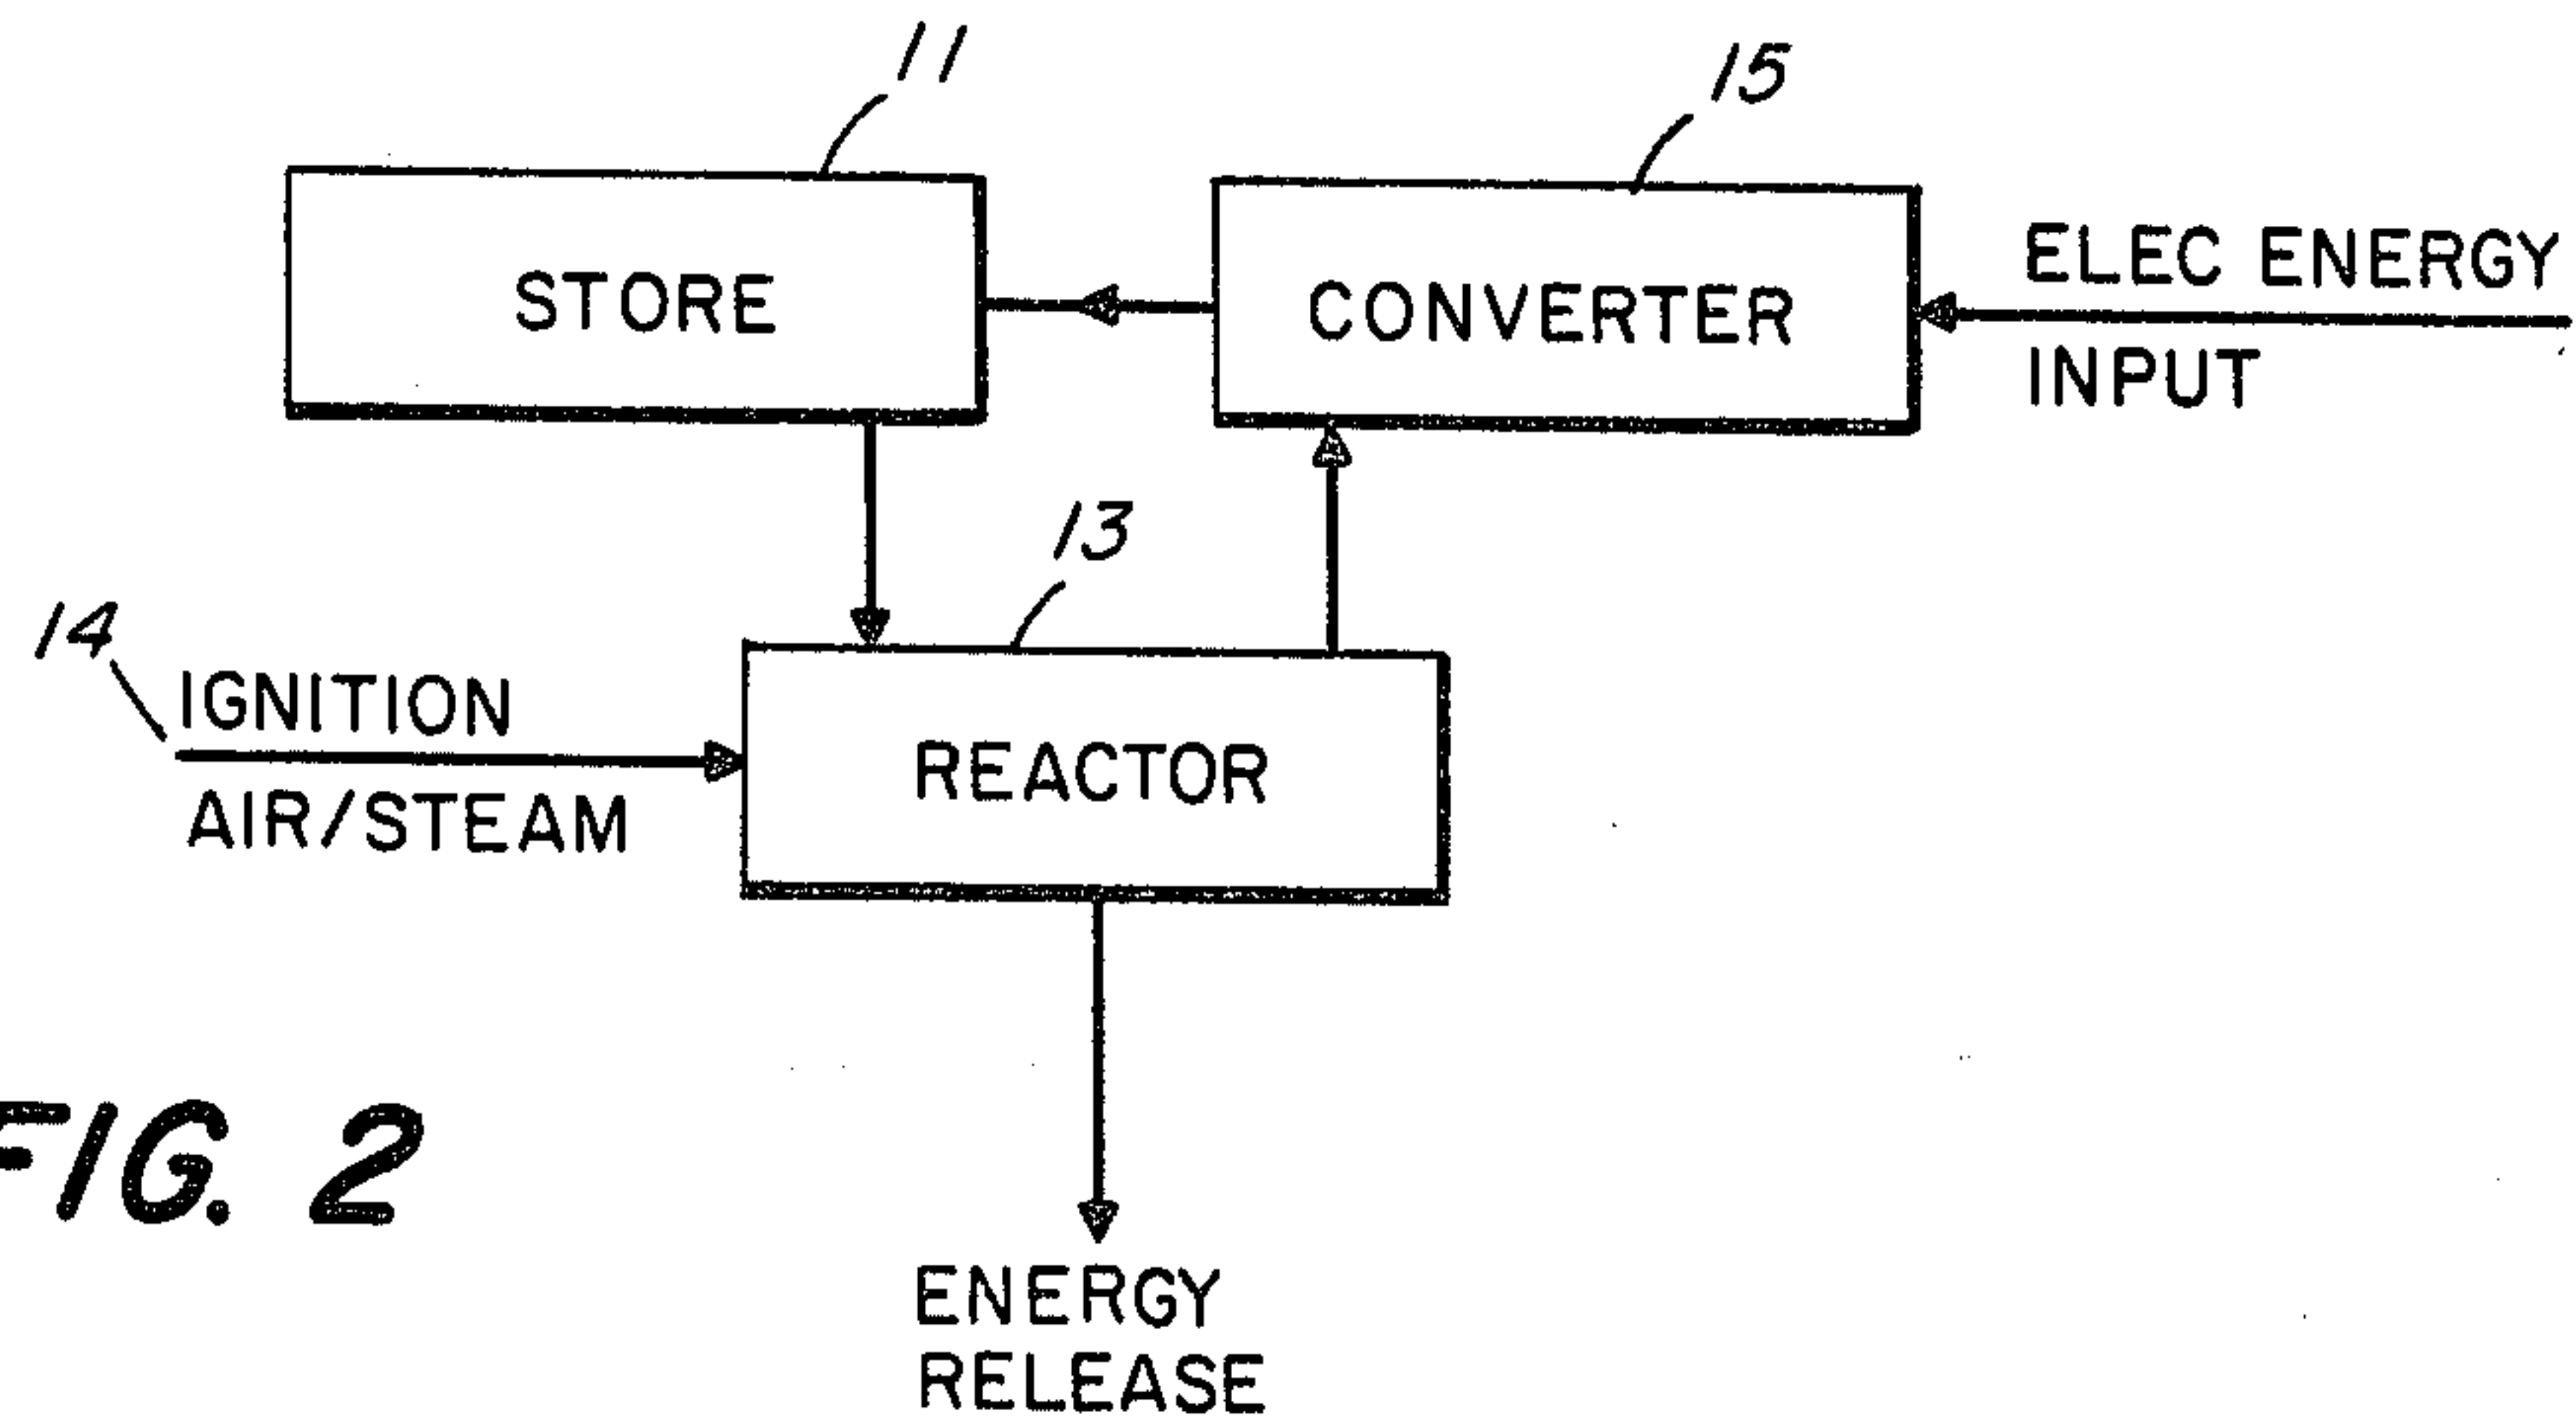 11
15
STORE
CONVERTER
ELEC ENERGY
INPUT
13
14
IGNITION
AIR/STEAM
REACTOR
FIG. 2
ENERGY
RELEASE